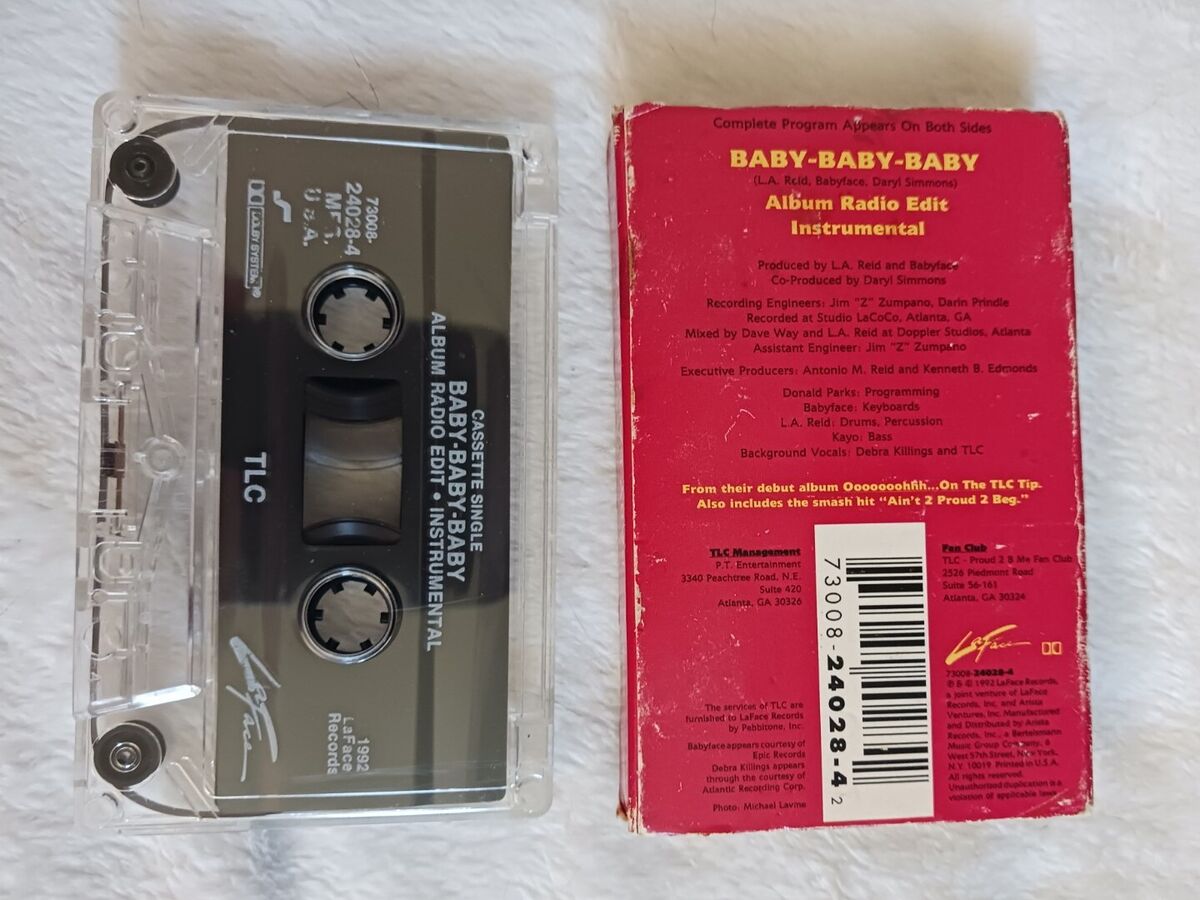 73008-
24028-4
MFG.
U.S.A.
DOLBY SYSTEM ®
CASSETTE SINGLE
BABY-BABY-BABY
ALBUM RADIO EDIT • INSTRUMENTAL
TLC
LaFace
1992
LaFace
Records
Complete Program Appears On Both Sides
BABY-BABY-BABY
(L.A. Reid, Babyface, Daryl Simmons)
Album Radio Edit
Instrumental
Produced by L.A. Reid and Babyface
Co-Produced by Daryl Simmons
Recording Engineers: Jim "Z" Zumpano, Darin Prindle
Recorded at Studio LaCoCo, Atlanta, GA
Mixed by Dave Way and L.A. Reid at Doppler Studios, Atlanta
Assistant Engineer: Jim "Z" Zumpano
Executive Producers: Antonio M. Reid and Kenneth B. Edmonds
Donald Parks: Programming
Babyface: Keyboards
L.A. Reid: Drums, Percussion
Kayo: Bass
Background Vocals: Debra Killings and TLC
From their debut album Ooooooohhh...On The TLC Tip.
Also includes the smash hit "Ain't 2 Proud 2 Beg."
TLC Management
P.T. Entertainment
3340 Peachtree Road, N.E.
Suite 420
Atlanta, GA 30326
Fan Club
TLC - Proud 2 B Me Fan Club
2526 Piedmont Road
Suite 56-161
Atlanta, GA 30324
73008-24028-4 2
The services of TLC are
furnished to LaFace Records
by Pebbitone, Inc.
Babyface appears courtesy of
Epic Records
Debra Killings appears
through the courtesy of
Atlantic Recording Corp.
Photo: Michael Lavine
LaFace
73008-24028-4
℗ & © 1992 LaFace Records,
a joint venture of LaFace
Records, Inc. and Arista
Ventures, Inc. Manufactured
and Distributed by Arista
Records, Inc., a Bertelsmann
Music Group Company, 6
West 57th Street, New York,
N.Y. 10019 Printed in U.S.A.
All rights reserved.
Unauthorized duplication is a
violation of applicable laws.